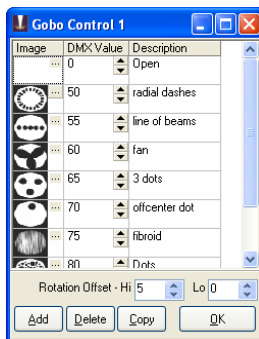 Gobo Control 1
Image DMX Value Description
... 0 Open
... 50 radial dashes
... 55 line of beams
... 60 fan
... 65 3 dots
... 70 offcenter dot
... 75 fibroid
... 80 Dots
Rotation Offset - Hi 5 Lo 0
Add Delete Copy OK